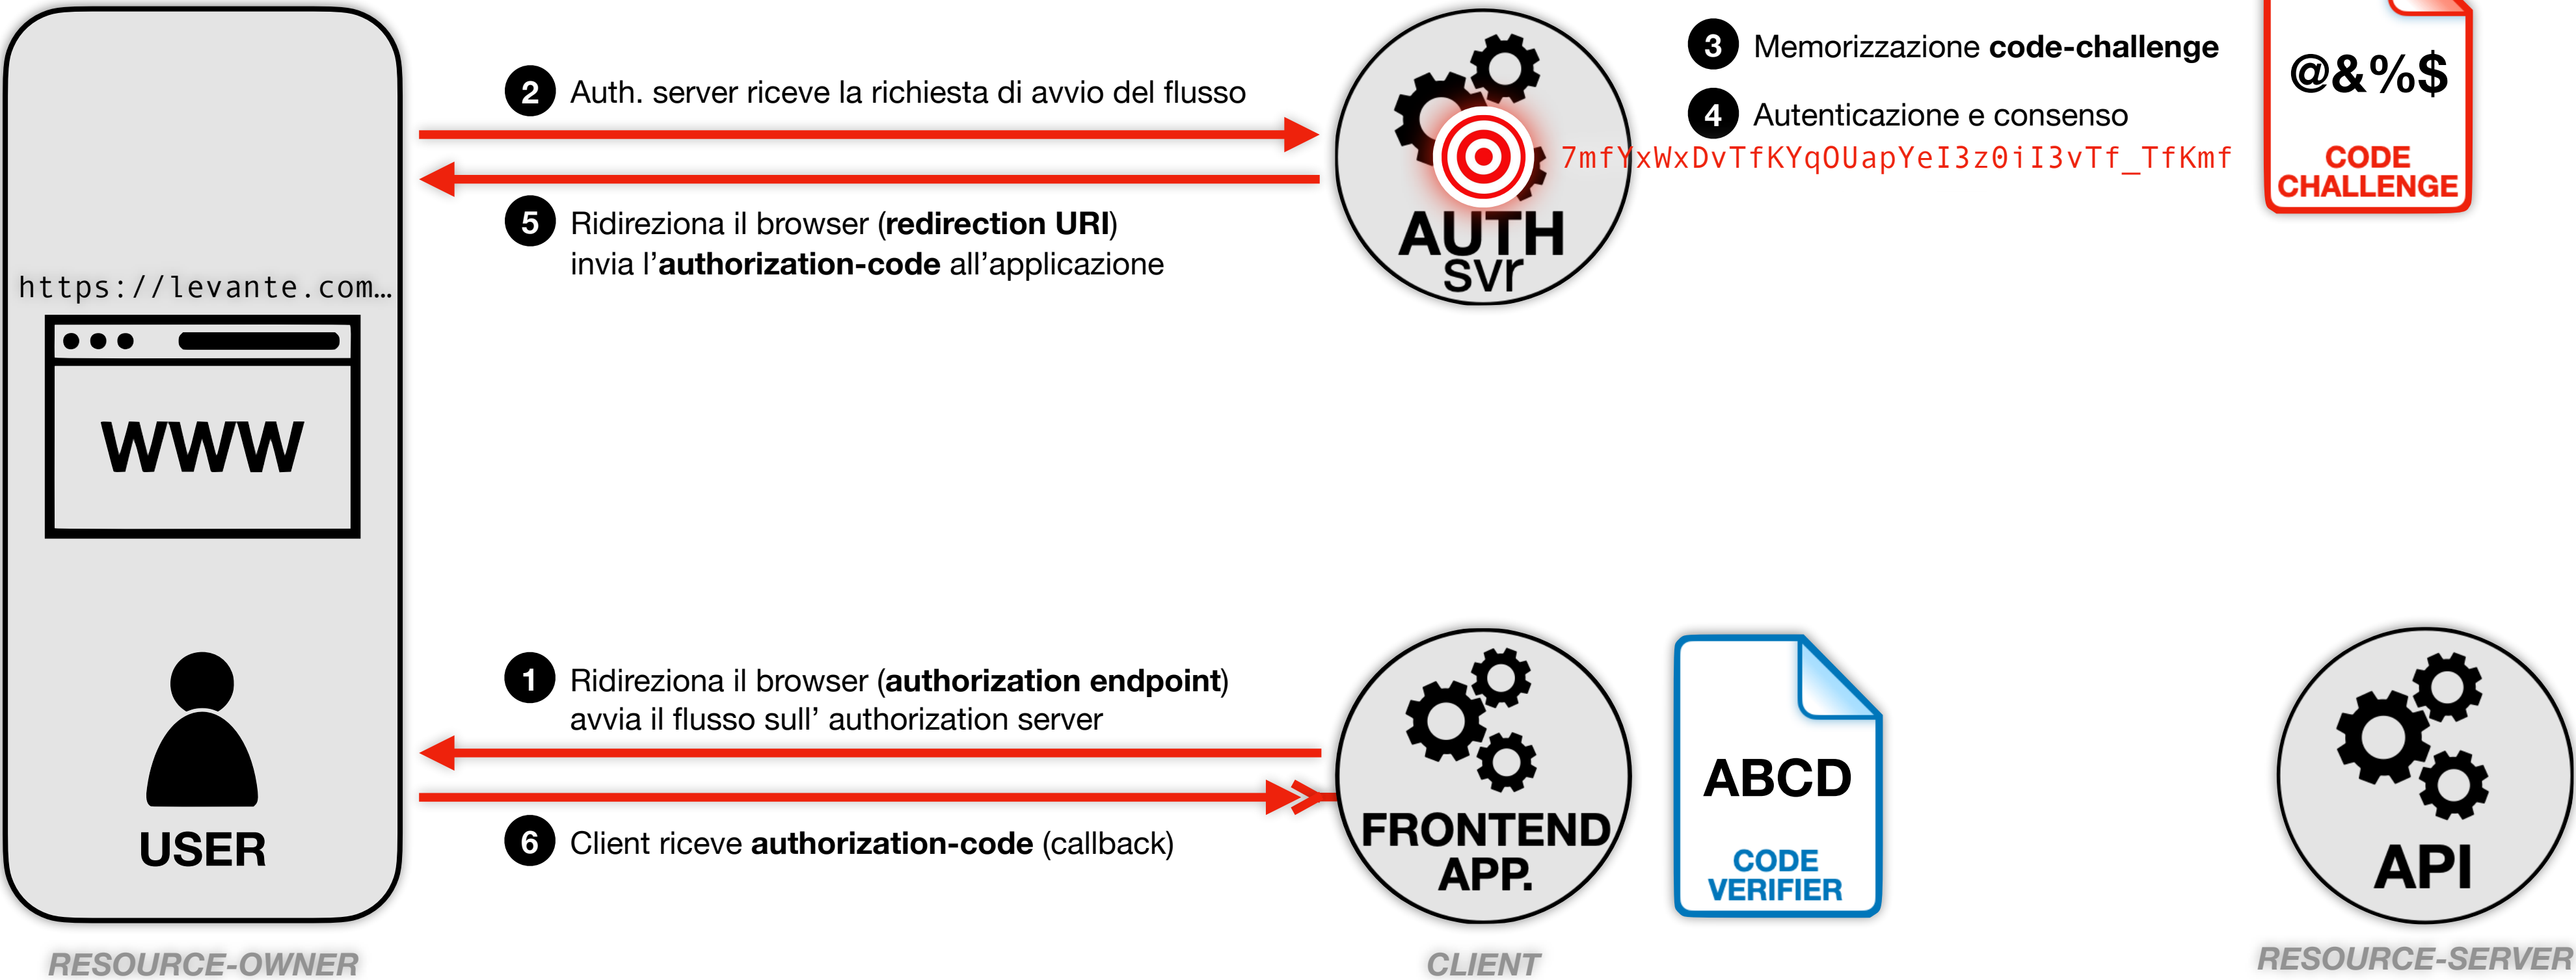 2 Auth. server riceve la richiesta di avvio del flusso
3 Memorizzazione code-challenge
4 Autenticazione e consenso
7mfYxWxDvTfKYqOUapYeI3z0iI3vTf_TfKmf
@&%$
CODE
CHALLENGE
5 Ridireziona il browser (redirection URI)
invia l’authorization-code all’applicazione
AUTH
svr
https://levante.com…
WWW
USER
RESOURCE-OWNER
1 Ridireziona il browser (authorization endpoint)
avvia il flusso sull’ authorization server
6 Client riceve authorization-code (callback)
FRONTEND
APP.
CLIENT
ABCD
CODE
VERIFIER
API
RESOURCE-SERVER